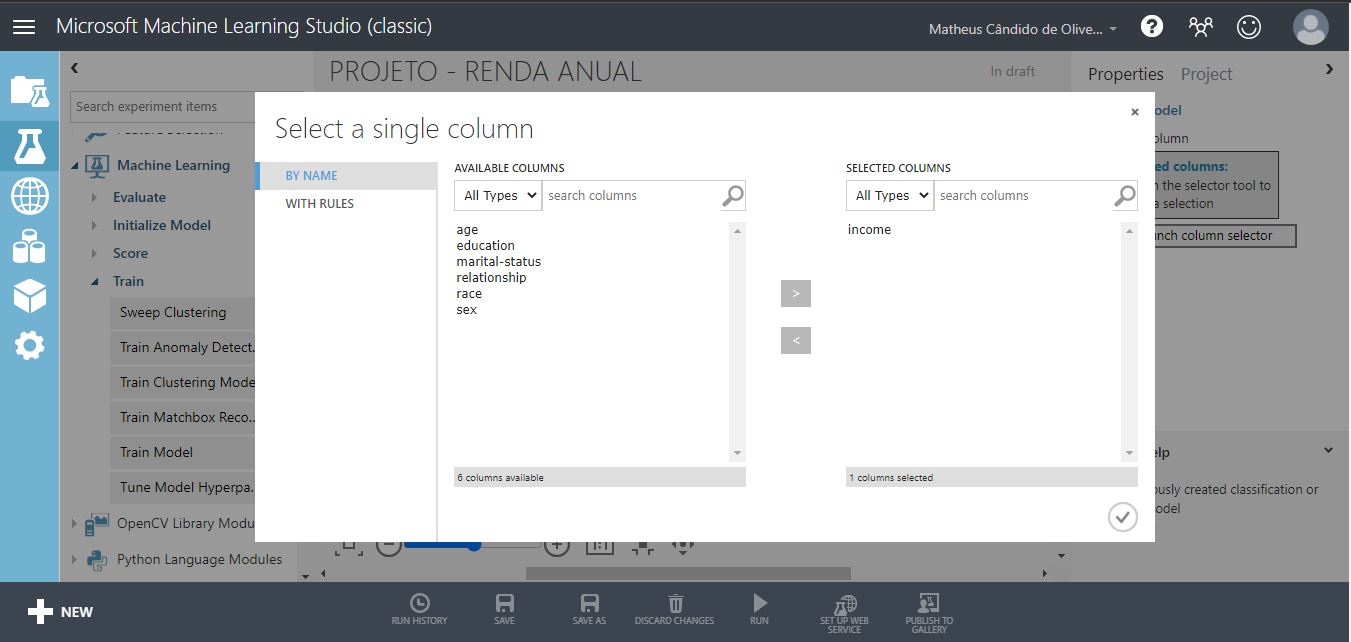 Microsoft Machine Learning Studio (classic)
Matheus Cândido de Olive...
PROJETO - RENDA ANUAL
In draft
Properties
Project
Search experiment items
Machine Learning
Evaluate
Initialize Model
Score
Train
Sweep Clustering
Train Anomaly Detect.
Train Clustering Mode
Train Matchbox Reco..
Train Model
Tune Model Hyperpa.
OpenCV Library Modu
Python Language Modules
Select a single column
×
BY NAME
WITH RULES
AVAILABLE COLUMNS
All Types
search columns
age
education
marital-status
relationship
race
sex
6 columns available
>
<
SELECTED COLUMNS
All Types
search columns
income
1 columns selected
odel
olumn
ed columns:
the selector tool to
a selection
nch column selector
elp
ously created classification or
odel
1:1
NEW
RUN HISTORY
SAVE
SAVE AS
DISCARD CHANGES
RUN
SET UP WEB
SERVICE
PUBLISH TO
GALLERY